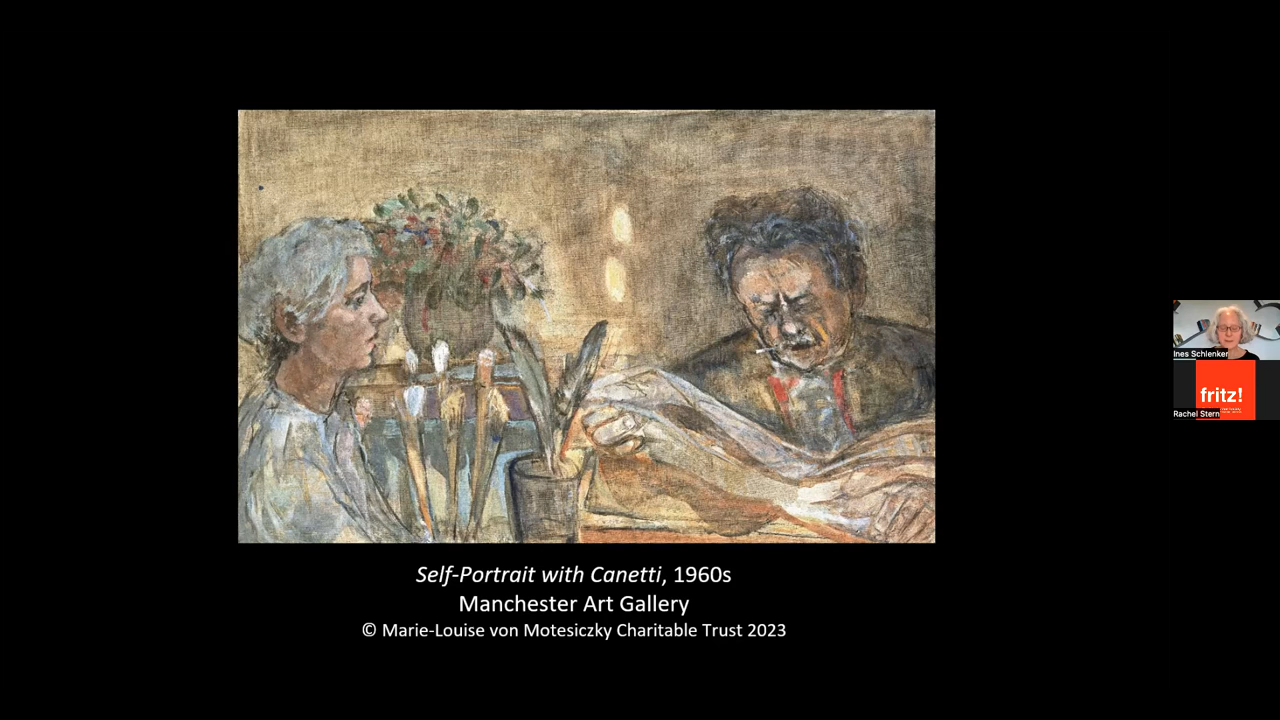 Self-Portrait with Canetti, 1960s
Manchester Art Gallery
© Marie-Louise von Motesiczky Charitable Trust 2023
Ines Schlenker
fritz!
Rachel Stern